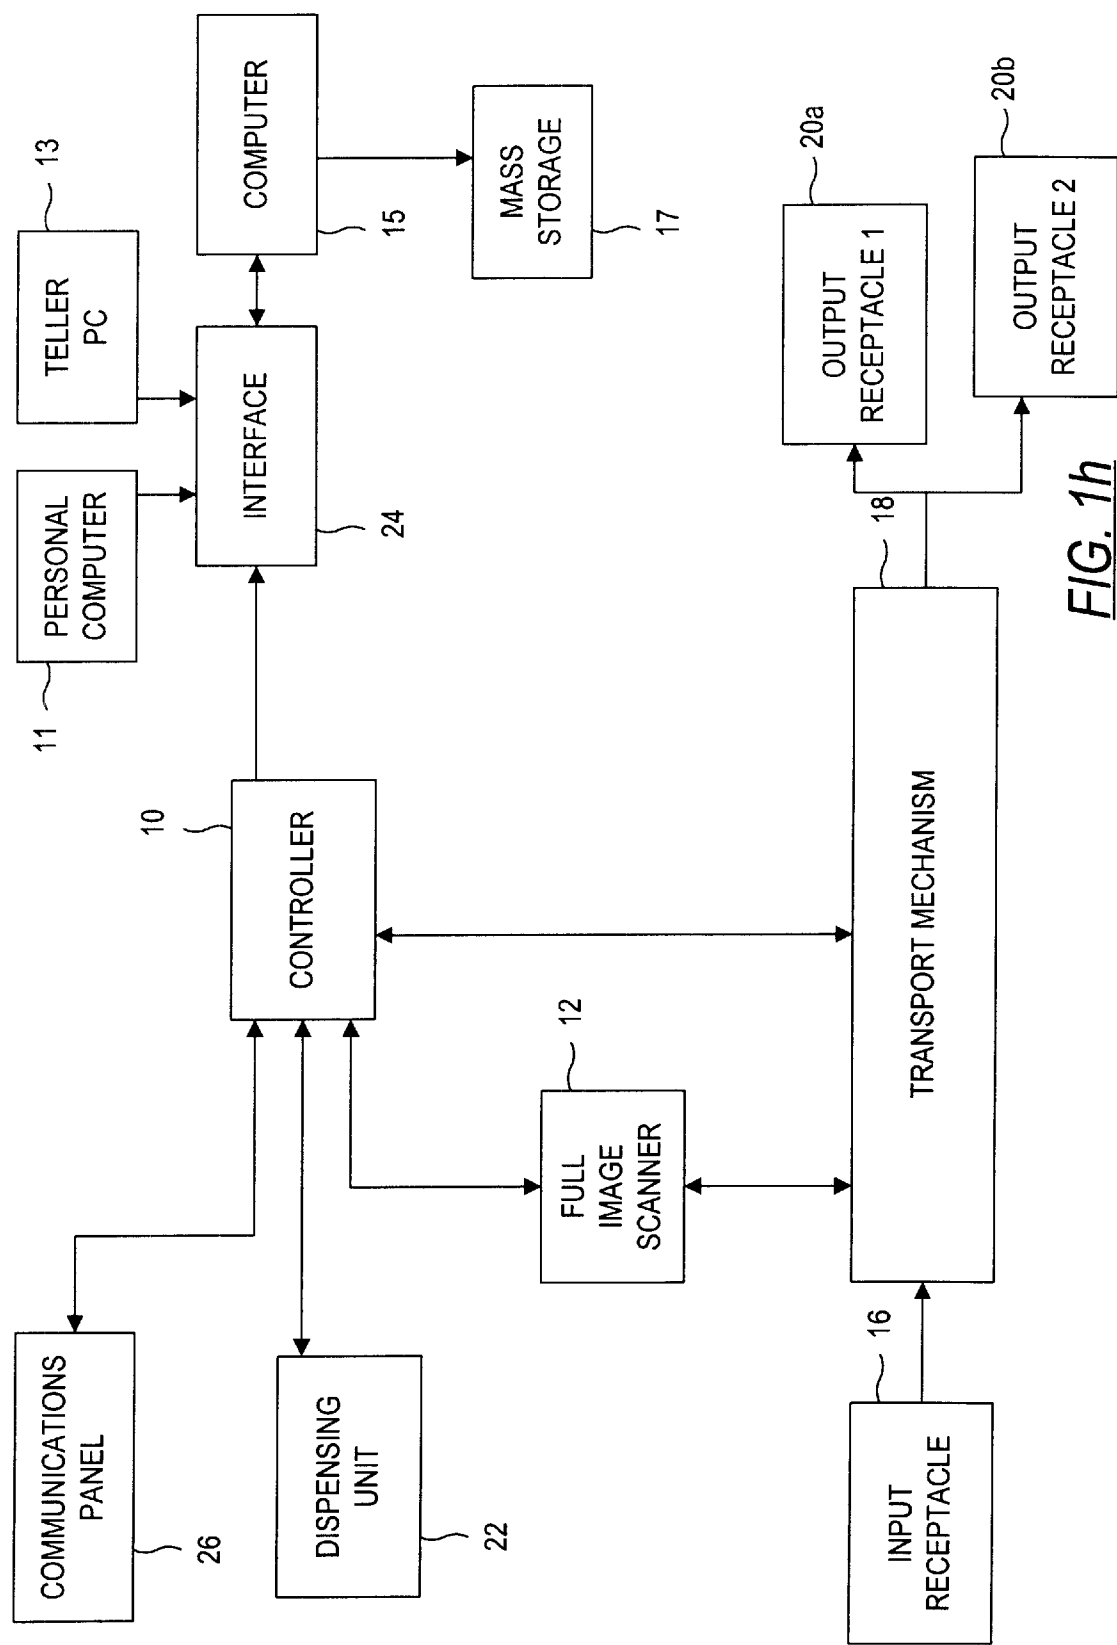 COMMUNICATIONS
PANEL
26
DISPENSING
UNIT
22
INPUT
RECEPTACLE
16
FULL
IMAGE
SCANNER
12
CONTROLLER
10
TRANSPORT MECHANISM
18
PERSONAL
COMPUTER
11
TELLER
PC
13
INTERFACE
24
COMPUTER
15
MASS
STORAGE
17
OUTPUT
RECEPTACLE 1
20a
OUTPUT
RECEPTACLE 2
20b
FIG. 1h